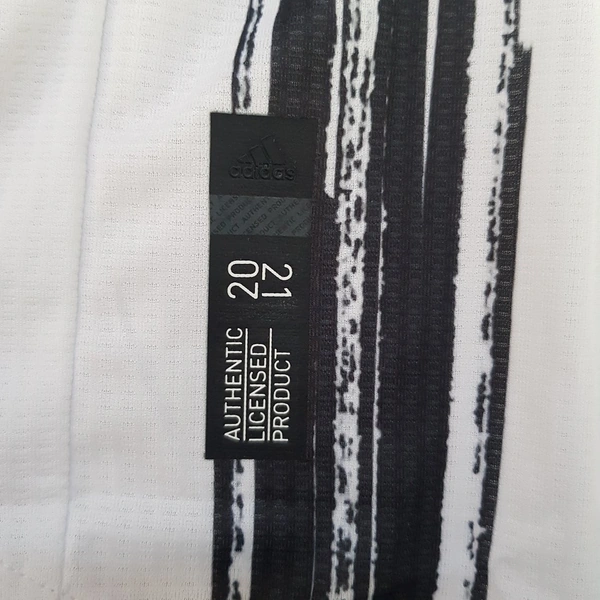 adidas
20
21
AUTHENTIC
LICENSED
PRODUCT